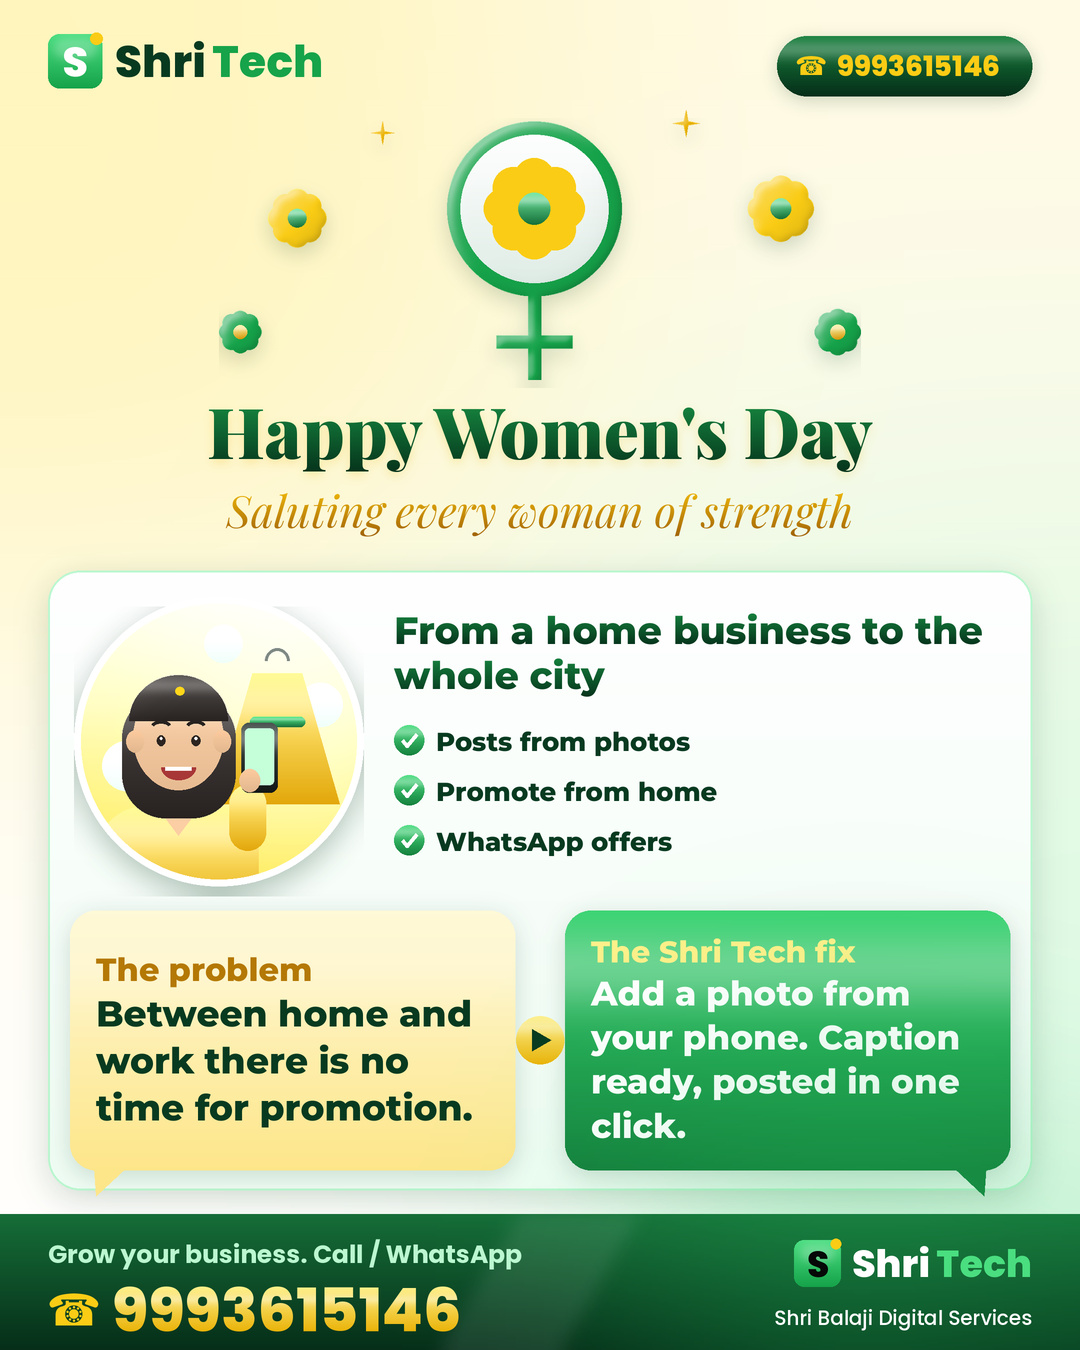 S Shri Tech
☎ 9993615146
Happy Women's Day
Saluting every woman of strength
From a home business to the
whole city
Posts from photos
Promote from home
WhatsApp offers
The problem
Between home and
work there is no
time for promotion.
The Shri Tech fix
Add a photo from
your phone. Caption
ready, posted in one
click.
Grow your business. Call / WhatsApp
☎ 9993615146
S Shri Tech
Shri Balaji Digital Services